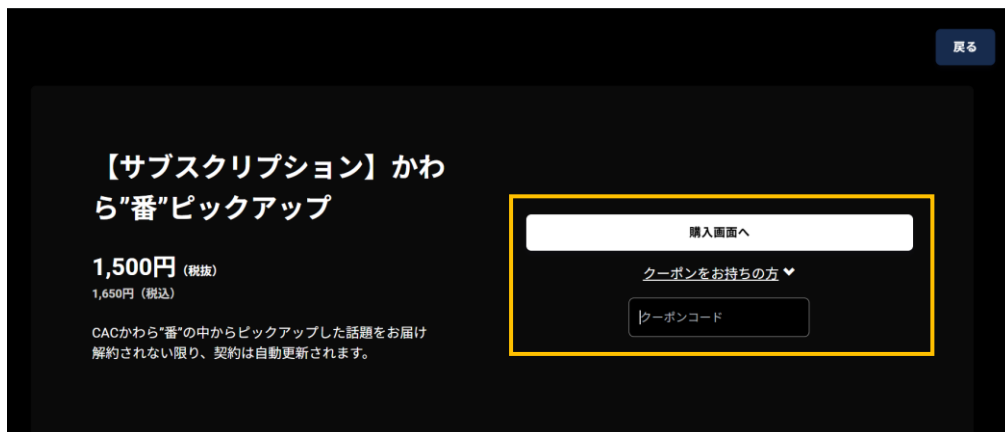 戻る
【サブスクリプション】かわ
ら”番”ピックアップ
1,500円（税抜）
1,650円（税込）
CACかわら”番”の中からピックアップした話題をお届け
解約されない限り、契約は自動更新されます。
購入画面へ
クーポンをお持ちの方
クーポンコード